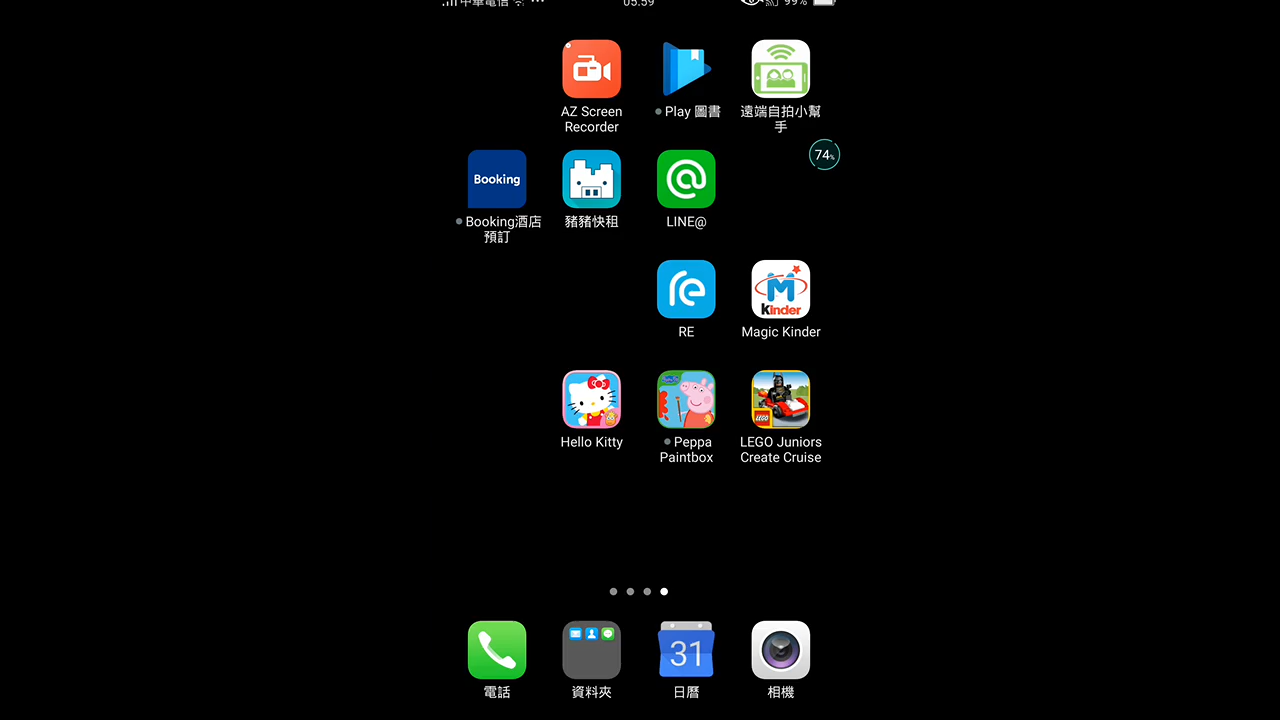 中華電信
05:59
99%
AZ Screen
Recorder
Play 圖書
遠端自拍小幫
手
74%
Booking
Booking酒店
預訂
豬豬快租
LINE@
RE
Kinder
Magic Kinder
Hello Kitty
Peppa
Paintbox
LEGO
LEGO Juniors
Create Cruise
電話
資料夾
31
日曆
相機